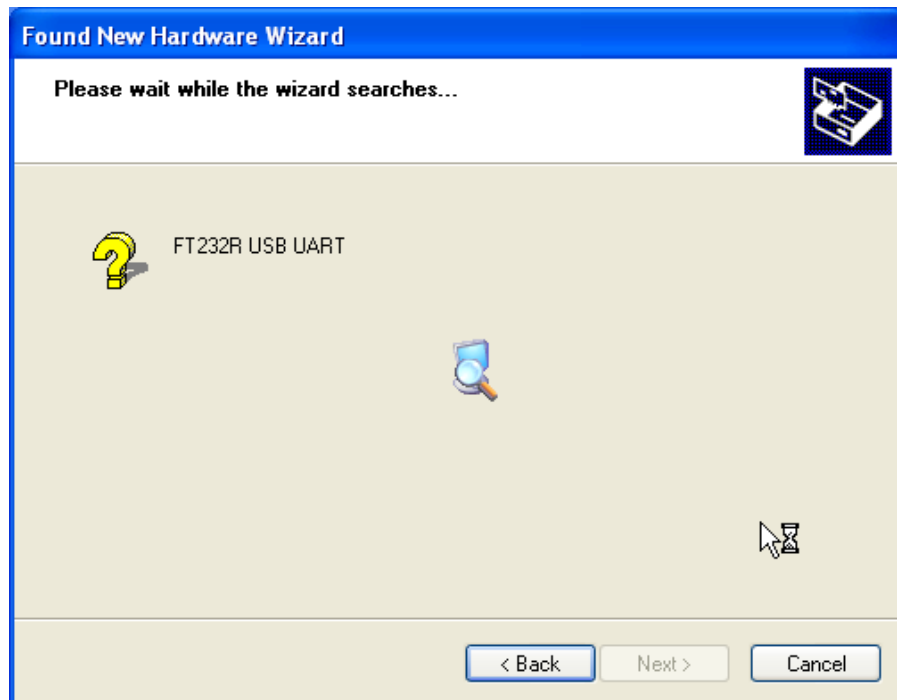 Found New Hardware Wizard
Please wait while the wizard searches...
FT232R USB UART
< Back
Next >
Cancel